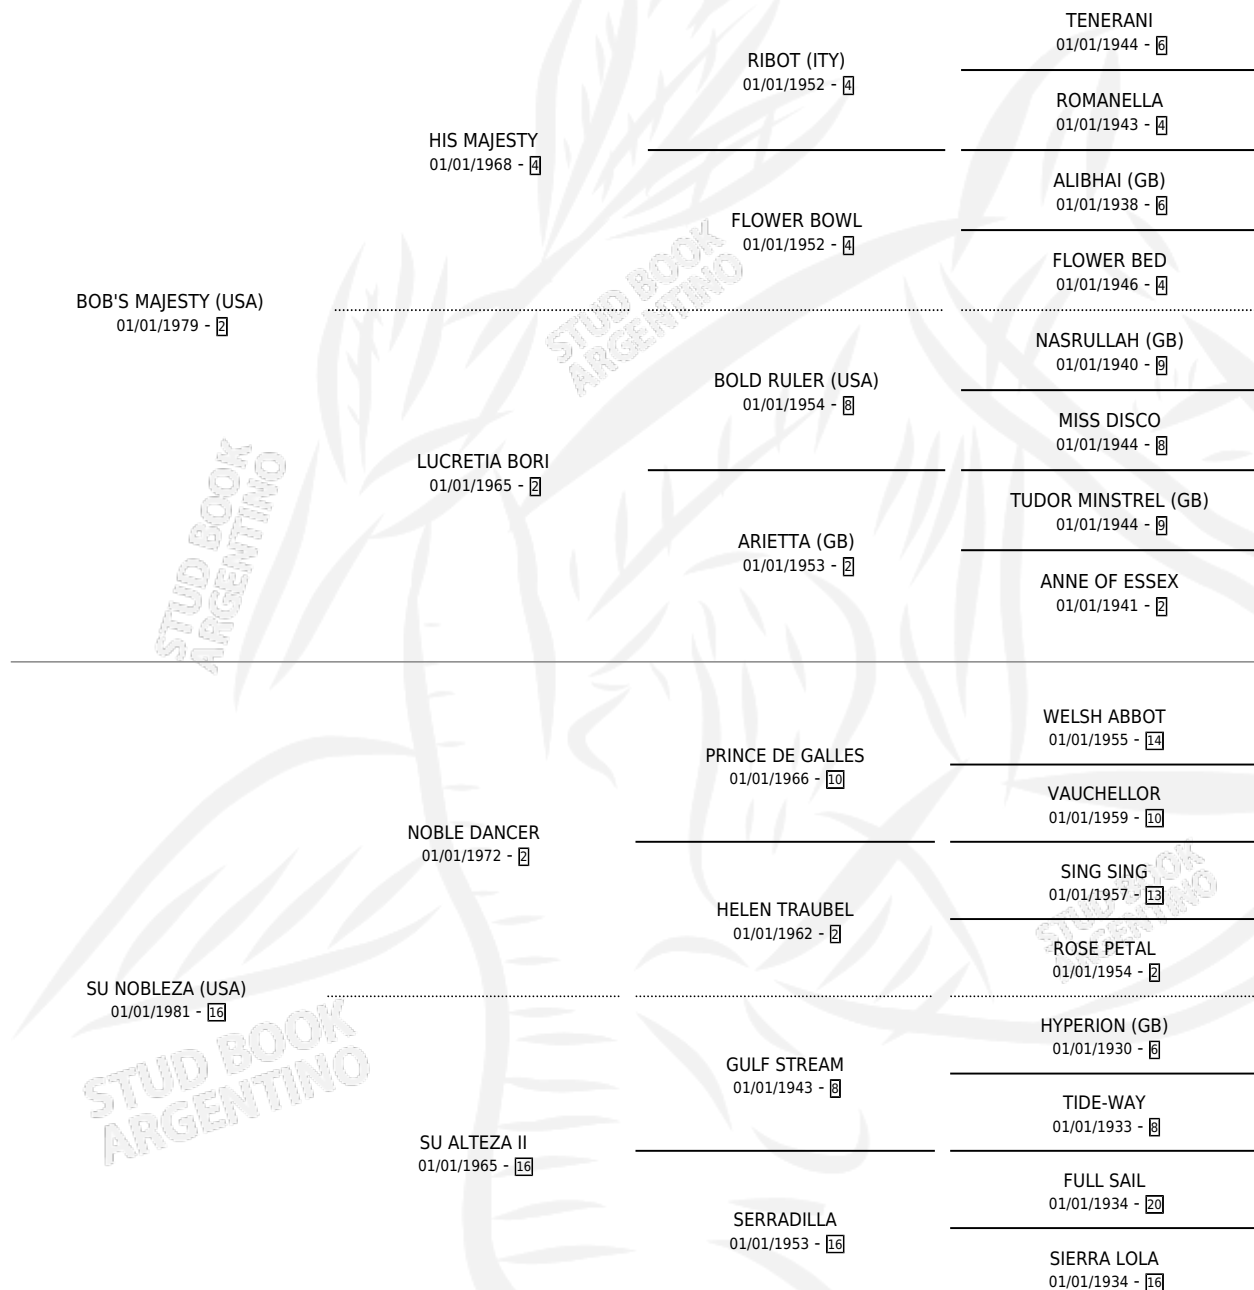 TENERANI
01/01/1944 - 6
RIBOT (ITY)
01/01/1952 - 4
ROMANELLA
01/01/1943 - 4
HIS MAJESTY
01/01/1968 - 4
ALIBHAI (GB)
01/01/1938 - 6
FLOWER BOWL
01/01/1952 - 4
FLOWER BED
01/01/1946 - 4
BOB'S MAJESTY (USA)
01/01/1979 - 2
NASRULLAH (GB)
01/01/1940 - 9
BOLD RULER (USA)
01/01/1954 - 8
MISS DISCO
01/01/1944 - 8
LUCRETIA BORI
01/01/1965 - 2
TUDOR MINSTREL (GB)
01/01/1944 - 9
ARIETTA (GB)
01/01/1953 - 2
ANNE OF ESSEX
01/01/1941 - 2
WELSH ABBOT
01/01/1955 - 14
PRINCE DE GALLES
01/01/1966 - 10
VAUCHELLOR
01/01/1959 - 10
NOBLE DANCER
01/01/1972 - 2
SING SING
01/01/1957 - 13
HELEN TRAUBEL
01/01/1962 - 2
ROSE PETAL
01/01/1954 - 2
SU NOBLEZA (USA)
01/01/1981 - 16
HYPERION (GB)
01/01/1930 - 6
GULF STREAM
01/01/1943 - 8
TIDE-WAY
01/01/1933 - 8
SU ALTEZA II
01/01/1965 - 16
FULL SAIL
01/01/1934 - 20
SERRADILLA
01/01/1953 - 16
SIERRA LOLA
01/01/1934 - 16
STUD BOOK
ARGENTINO
STUD BOOK
ARGENTINO
STUD BOOK
ARGENTINO
STUD BOOK
ARGENTINO